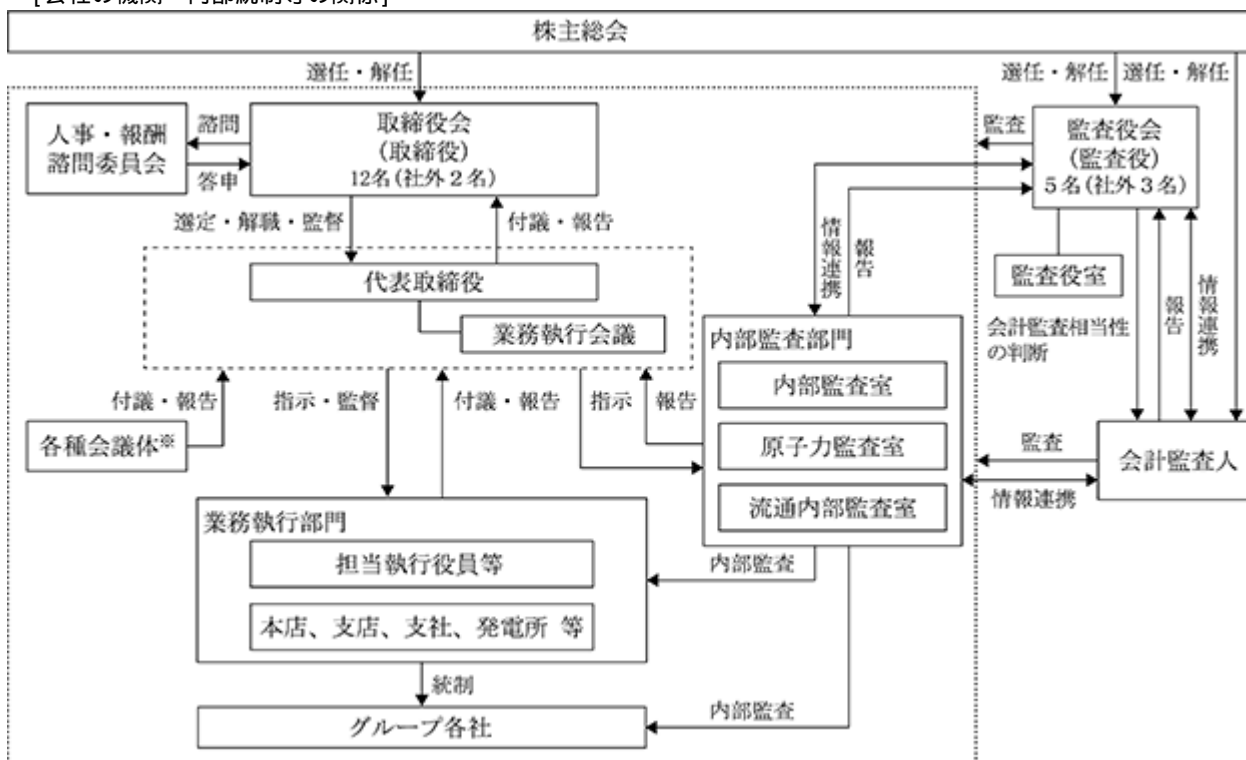 [会社の機関・内部統制等の関係]
株主総会
選任・解任
選任・解任
選任・解任
人事・報酬
諮問委員会
諮問
答申
取締役会
(取締役)
12名(社外2名)
監査
監査役会
(監査役)
5名(社外3名)
選定・解職・監督
付議・報告
情報連携
報告
監査役室
代表取締役
業務執行会議
会計監査相当性
の判断
報告
情報連携
内部監査部門
内部監査室
原子力監査室
流通内部監査室
付議・報告
指示・監督
付議・報告
指示
報告
各種会議体※
監査
情報連携
会計監査人
業務執行部門
担当執行役員等
本店、支店、支社、発電所 等
内部監査
統制
グループ各社
内部監査